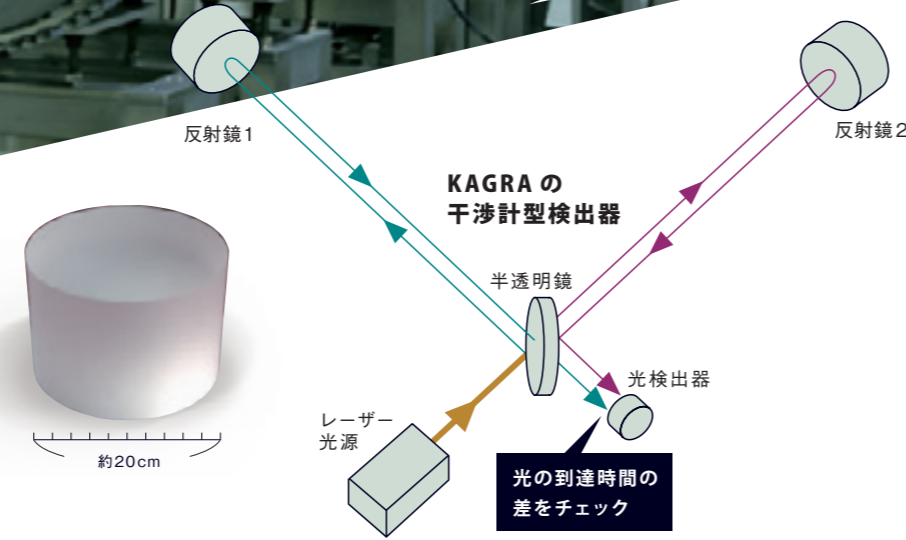 反射鏡1
反射鏡2
KAGRA の
干渉計型検出器
半透明鏡
光検出器
レーザー
光源
約20cm
光の到達時間の
差をチェック